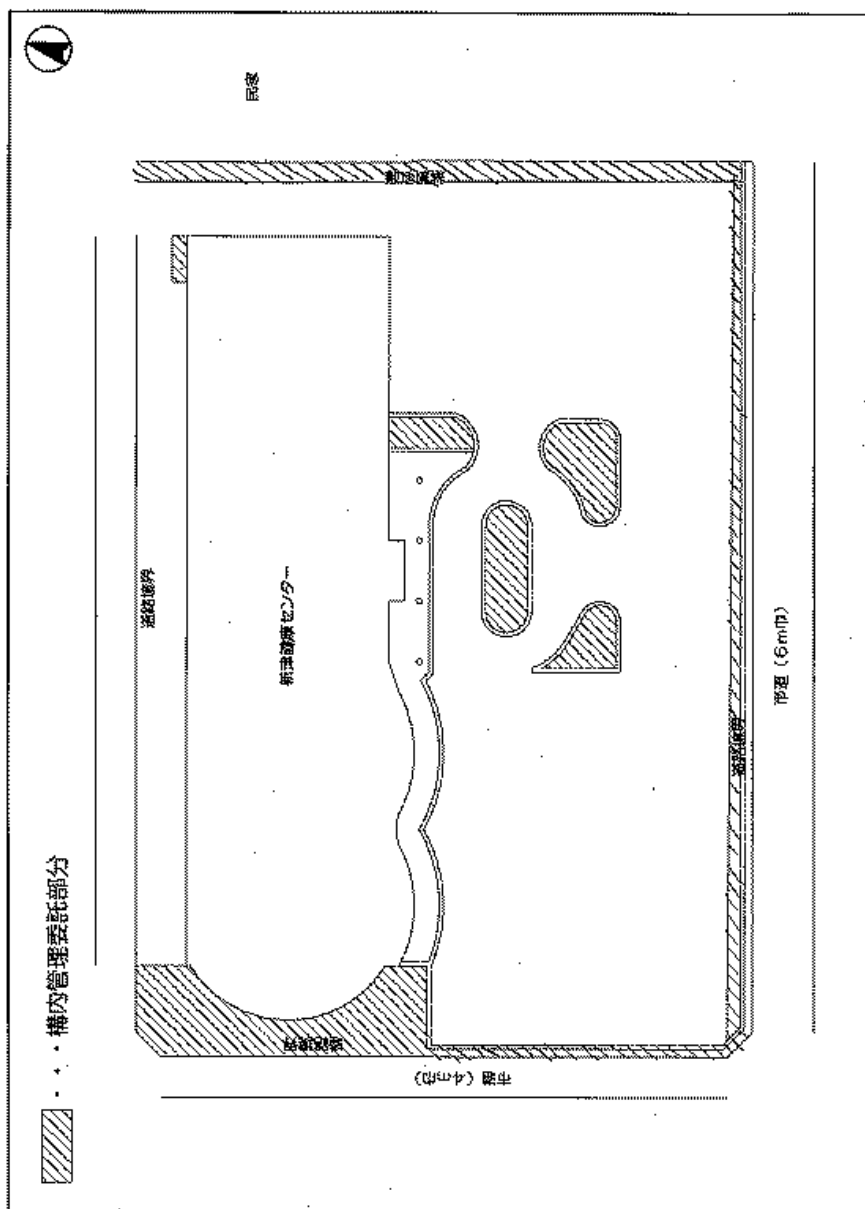 ・・・構内管理委託部分
民家
道路境界
新津健康センター
道路境界
市道（6m巾）
道路境界
市道（4m巾）